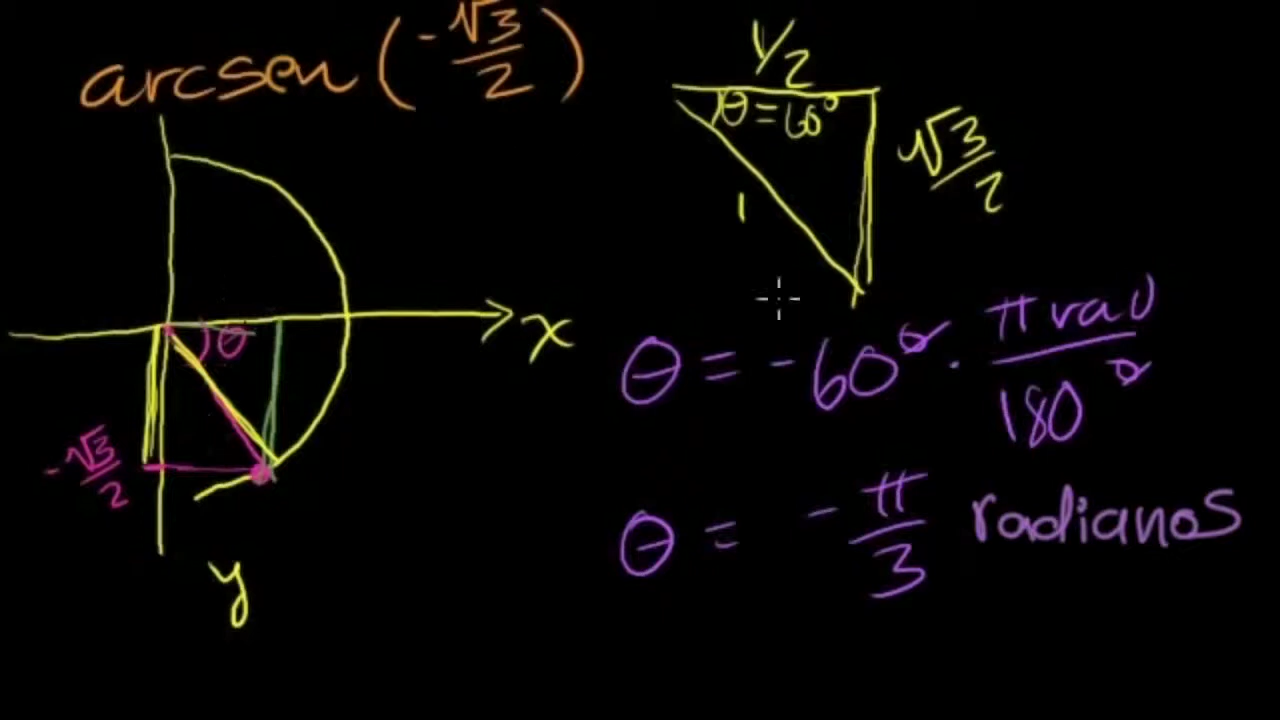 arcsen(-√3/2)
1/2
θ = 60°
√3/2
1
x
θ
-√3/2
y
θ = -60° · π rad/180°
θ = -π/3 radianos